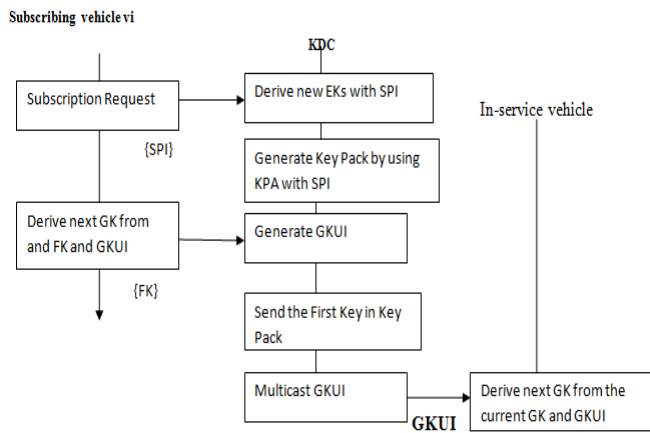 Subscribing vehicle vi
KDC
Subscription Request
Derive new EKs with SPI
In-service vehicle
{SPI}
Generate Key Pack by using
KPA with SPI
Derive next GK from
and FK and GKUI
Generate GKUI
{FK}
Send the First Key in Key
Pack
Multicast GKUI
GKUI
Derive next GK from the
current GK and GKUI